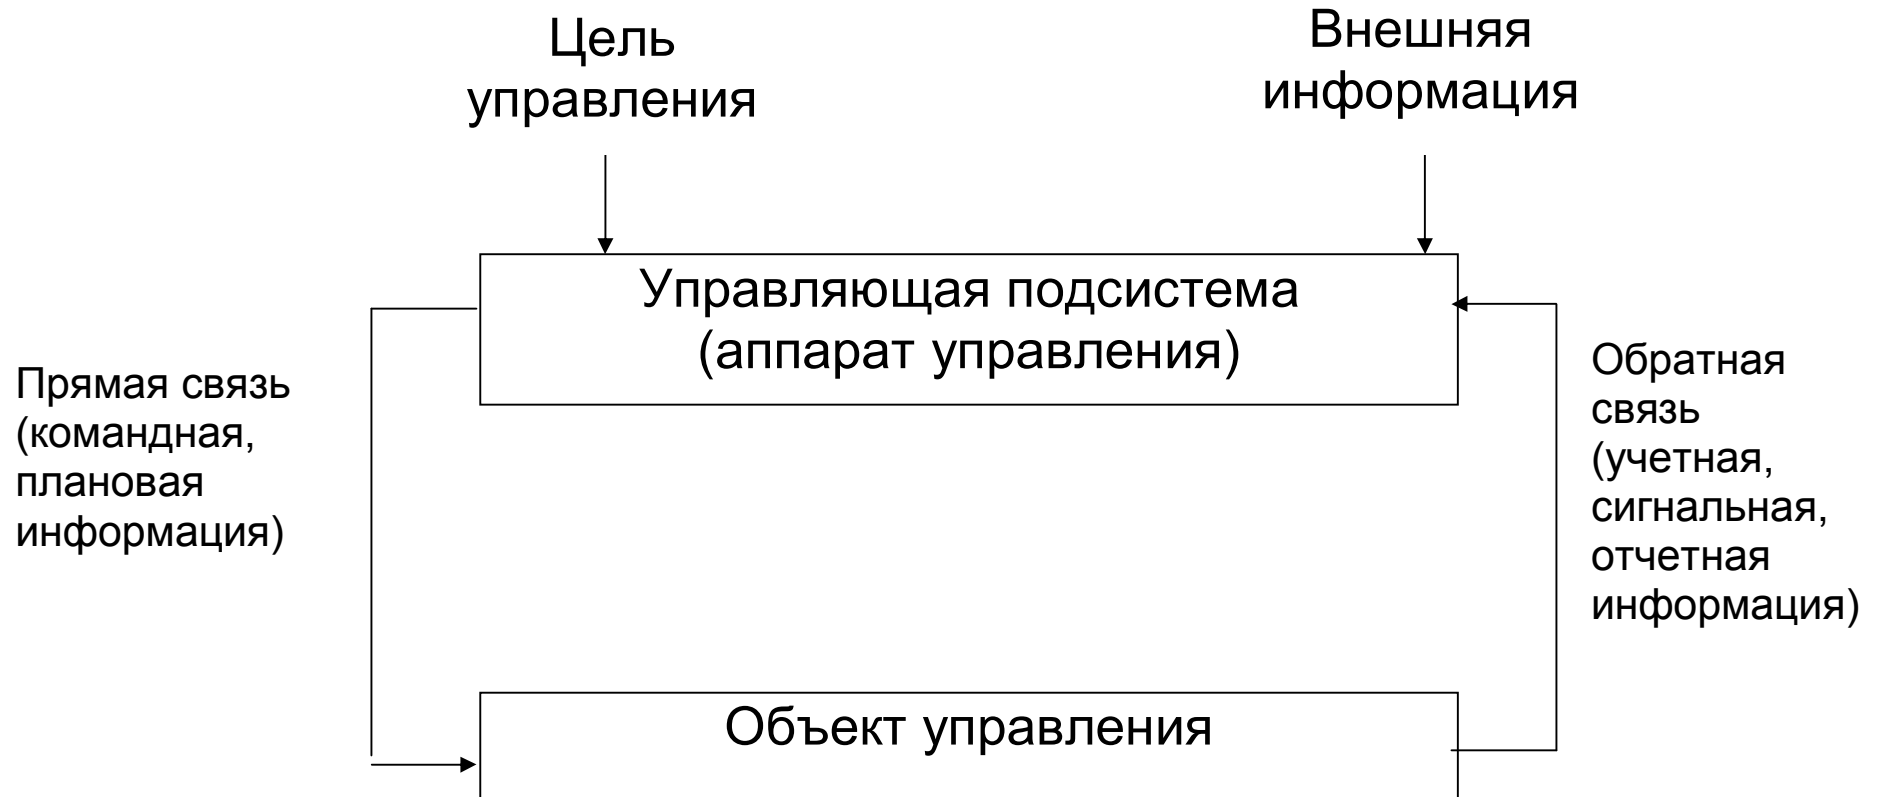 Цель
управления
Внешняя
информация
Управляющая подсистема
(аппарат управления)
Прямая связь
(командная,
плановая
информация)
Обратная
связь
(учетная,
сигнальная,
отчетная
информация)
Объект управления